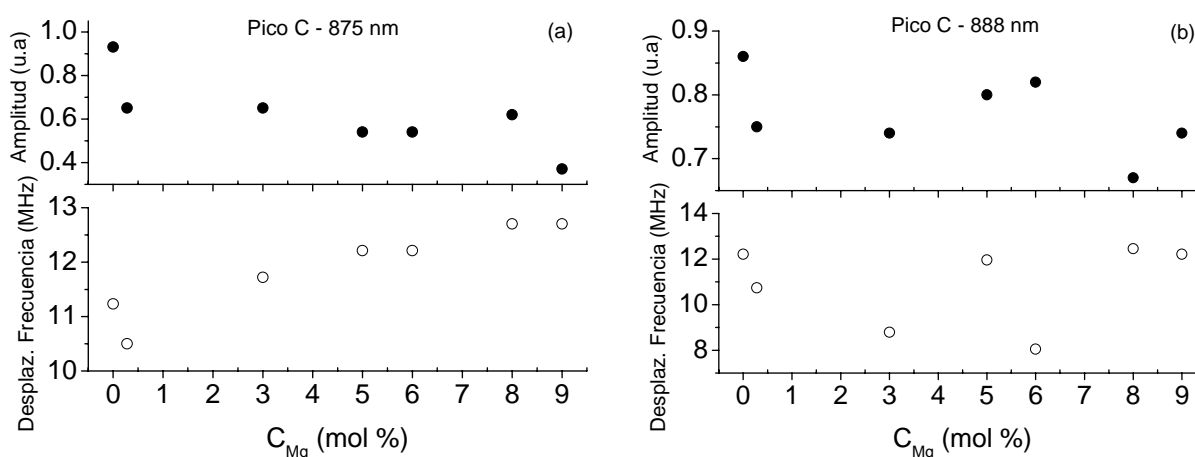 Pico C - 875 nm
(a)
Amplitud (u.a)
1.0
0.8
0.6
0.4
Desplaz. Frecuencia (MHz)
13
12
11
10
0 1 2 3 4 5 6 7 8 9
C_Mg (mol %)
Pico C - 888 nm
(b)
Amplitud (u.a)
0.9
0.8
0.7
Desplaz. Frecuencia (MHz)
14
12
10
8
0 1 2 3 4 5 6 7 8 9
C_Mg (mol %)